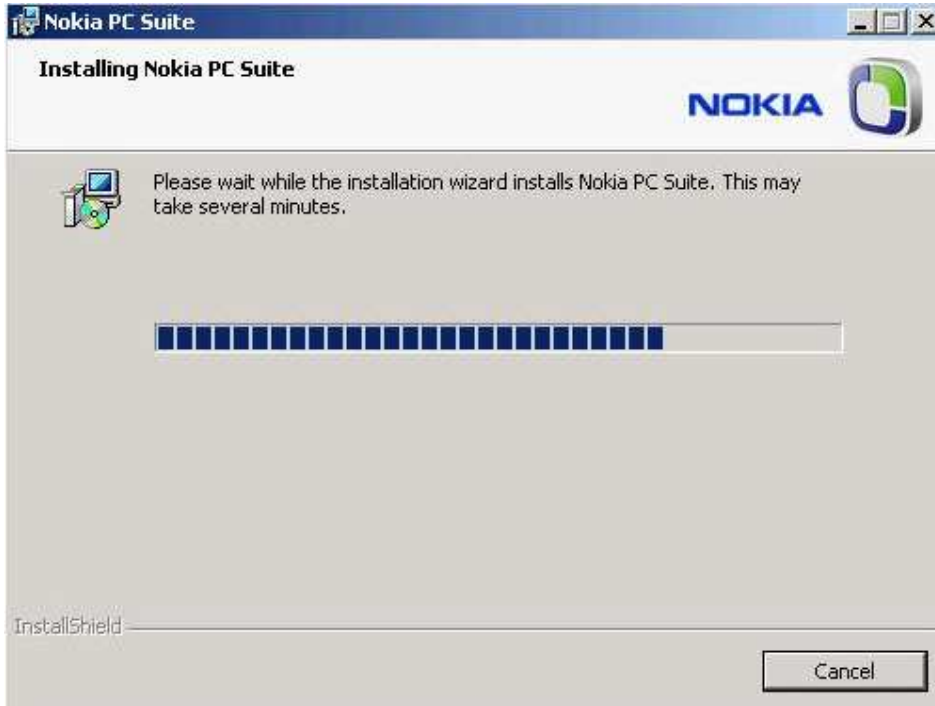 Nokia PC Suite
Installing Nokia PC Suite
NOKIA
Please wait while the installation wizard installs Nokia PC Suite. This may
take several minutes.
InstallShield
Cancel